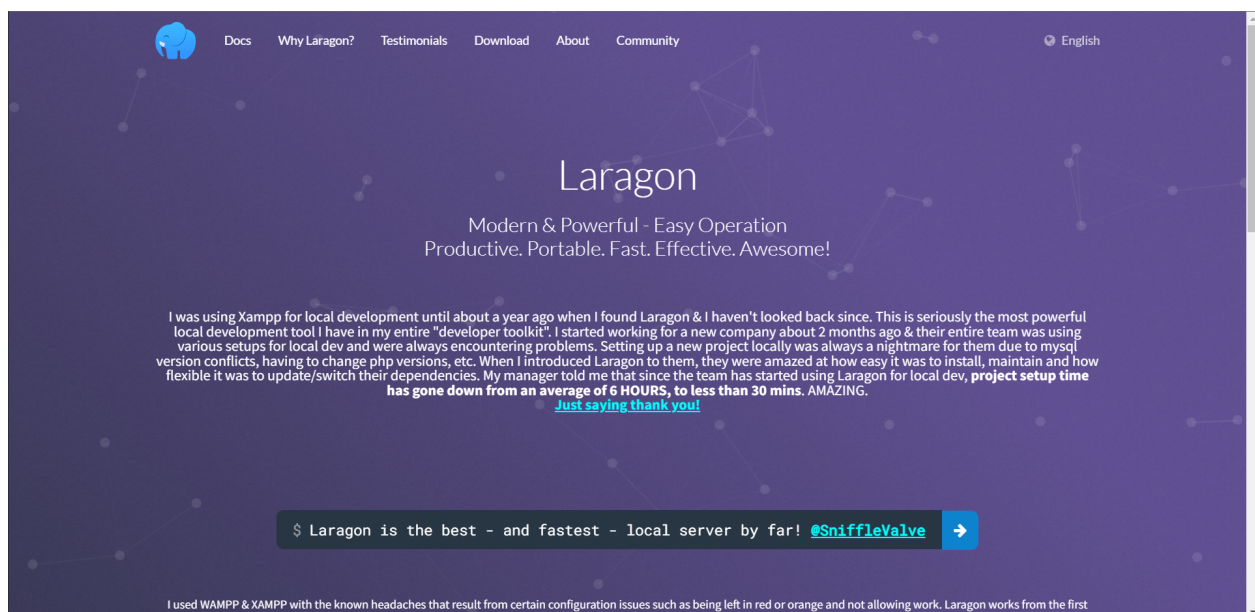 Docs Why Laragon? Testimonials Download About Community English
Laragon
Modern & Powerful - Easy Operation
Productive. Portable. Fast. Effective. Awesome!
I was using Xampp for local development until about a year ago when I found Laragon & I haven't looked back since. This is seriously the most powerful
local development tool I have in my entire "developer toolkit". I started working for a new company about 2 months ago & their entire team was using
various setups for local dev and were always encountering problems. Setting up a new project locally was always a nightmare for them due to mysql
version conflicts, having to change php versions, etc. When I introduced Laragon to them, they were amazed at how easy it was to install, maintain and how
flexible it was to update/switch their dependencies. My manager told me that since the team has started using Laragon for local dev, project setup time
has gone down from an average of 6 HOURS, to less than 30 mins. AMAZING.
Just saying thank you!
$ Laragon is the best - and fastest - local server by far! @SniffleValve
I used WAMPP & XAMPP with the known headaches that result from certain configuration issues such as being left in red or orange and not allowing work. Laragon works from the first